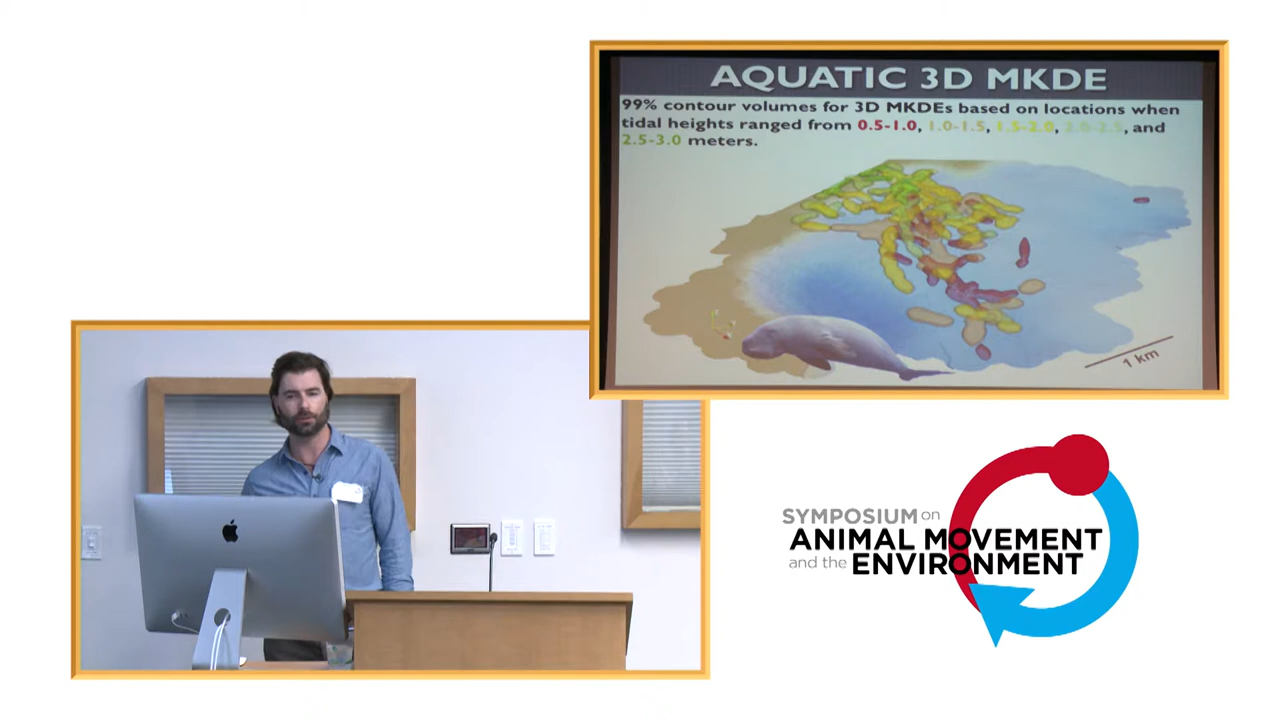 AQUATIC 3D MKDE
99% contour volumes for 3D MKDEs based on locations when
tidal heights ranged from 0.5-1.0, 1.0-1.5, 1.5-2.0, 2.0-2.5, and
2.5-3.0 meters.
1 km
SYMPOSIUM on
ANIMAL MOVEMENT
and the ENVIRONMENT